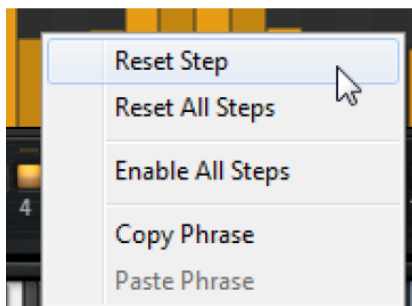 Reset Step
Reset All Steps
Enable All Steps
4
Copy Phrase
Paste Phrase